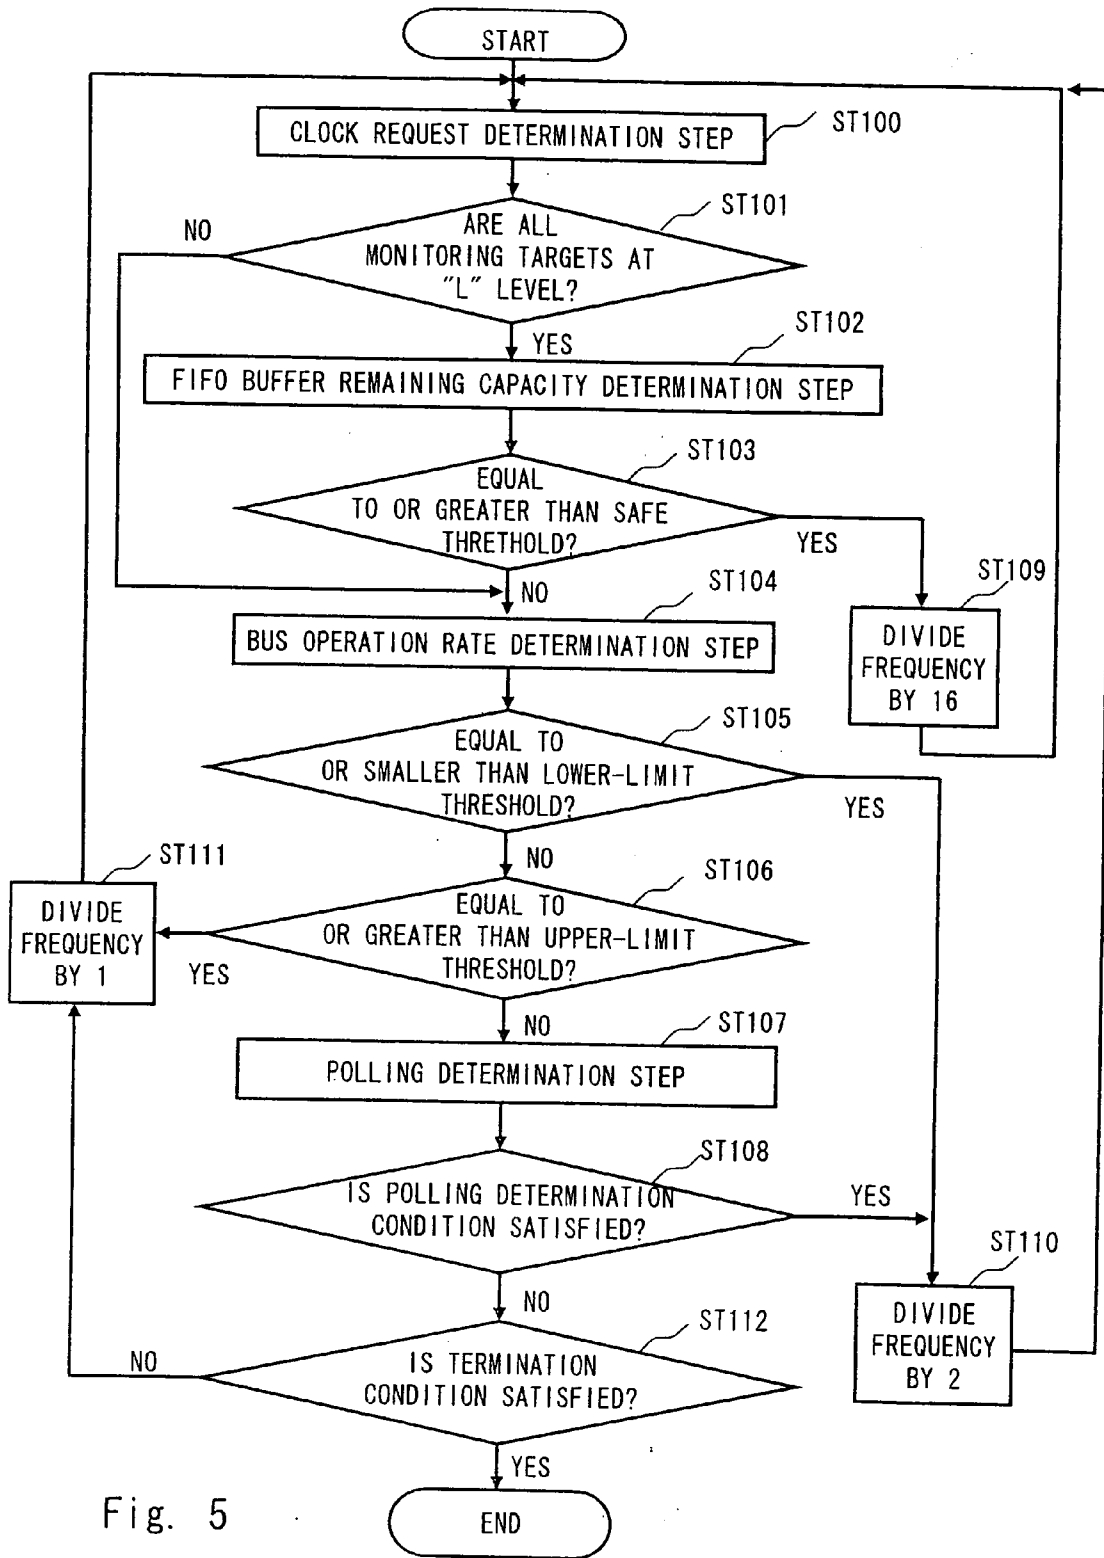 START
CLOCK REQUEST DETERMINATION STEP
ST100
ST101
NO
ARE ALL
MONITORING TARGETS AT
"L" LEVEL?
YES
ST102
FIFO BUFFER REMAINING CAPACITY DETERMINATION STEP
ST103
EQUAL
TO OR GREATER THAN SAFE
THRETHOLD?
YES
NO
ST104
ST109
BUS OPERATION RATE DETERMINATION STEP
DIVIDE
FREQUENCY
BY 16
ST105
EQUAL TO
OR SMALLER THAN LOWER-LIMIT
THRESHOLD?
YES
NO
ST111
ST106
DIVIDE
FREQUENCY
BY 1
EQUAL TO
OR GREATER THAN UPPER-LIMIT
THRESHOLD?
YES
NO
ST107
POLLING DETERMINATION STEP
ST108
IS POLLING DETERMINATION
CONDITION SATISFIED?
YES
NO
ST110
DIVIDE
FREQUENCY
BY 2
ST112
NO
IS TERMINATION
CONDITION SATISFIED?
YES
END
Fig. 5